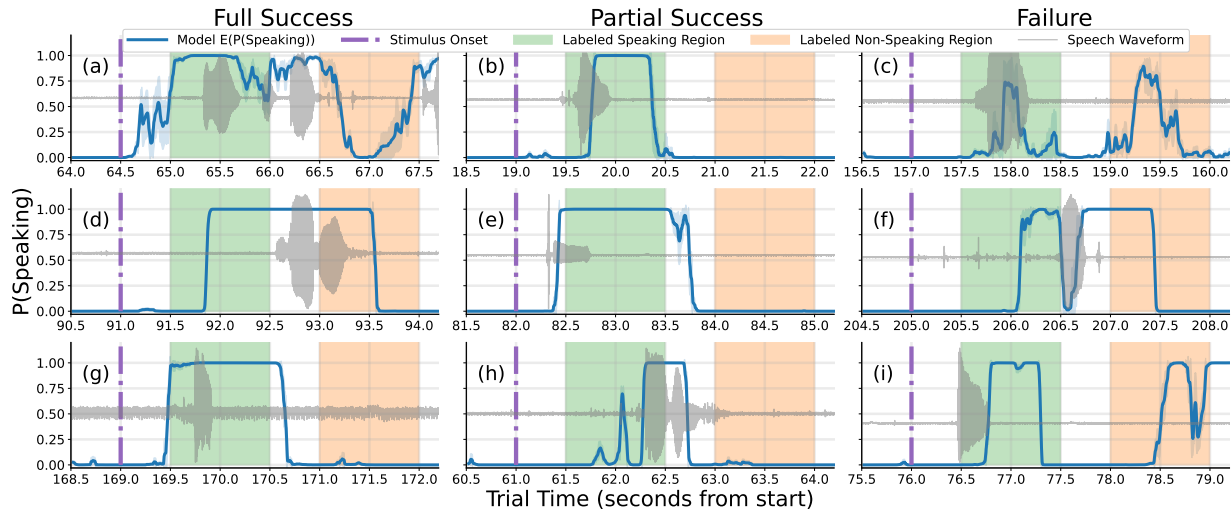 Full Success Partial Success Failure
Model E(P(Speaking)) Stimulus Onset Labeled Speaking Region Labeled Non-Speaking Region Speech Waveform
P(Speaking)
1.00 (a) (b) (c)
0.75
0.50
0.25
0.00
64.0 64.5 65.0 65.5 66.0 66.5 67.0 67.5 18.5 19.0 19.5 20.0 20.5 21.0 21.5 22.0 156.5 157.0 157.5 158.0 158.5 159.0 159.5 160.0
1.00 (d) (e) (f)
0.75
0.50
0.25
0.00
90.5 91.0 91.5 92.0 92.5 93.0 93.5 94.0 81.5 82.0 82.5 83.0 83.5 84.0 84.5 85.0 204.5 205.0 205.5 206.0 206.5 207.0 207.5 208.0
1.00 (g) (h) (i)
0.75
0.50
0.25
0.00
168.5 169.0 169.5 170.0 170.5 171.0 171.5 172.0 60.5 61.0 61.5 62.0 62.5 63.0 63.5 64.0 75.5 76.0 76.5 77.0 77.5 78.0 78.5 79.0
Trial Time (seconds from start)